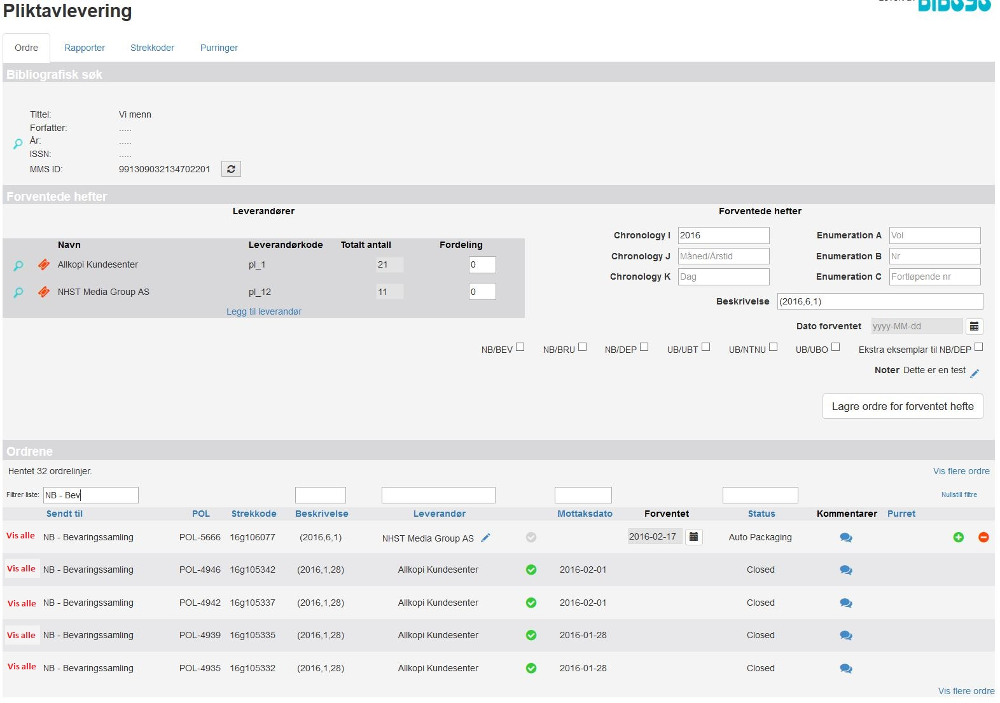 Pliktavlevering
BIBSYS
Ordre Rapporter Strekkoder Purringer
Bibliografisk søk
Tittel: Vi menn
Forfatter: .....
År: .....
ISSN: .....
MMS ID: 991309032134702201
Forventede hefter
Leverandører
Navn Leverandørkode Totalt antall Fordeling
Allkopi Kundesenter pl_1 21 0
NHST Media Group AS pl_12 11 0
Legg til leverandør
Forventede hefter
Chronology I 2016 Enumeration A Vol
Chronology J Måned/Årstid Enumeration B Nr
Chronology K Dag Enumeration C Fortløpende nr
Beskrivelse (2016,6,1)
Dato forventet yyyy-MM-dd
NB/BEV NB/BRU NB/DEP UB/UBT UB/NTNU UB/UBO Ekstra eksemplar til NB/DEP
Noter Dette er en test
Lagre ordre for forventet hefte
Ordrene
Hentet 32 ordrelinjer. Vis flere ordre
Filtrer liste: NB - Bev Nullstill filtre
Sendt til POL Strekkode Beskrivelse Leverandør Mottaksdato Forventet Status Kommentarer Purret
Vis alle NB - Bevaringssamling POL-5666 16g106077 (2016,6,1) NHST Media Group AS 2016-02-17 Auto Packaging
Vis alle NB - Bevaringssamling POL-4946 16g105342 (2016,1,28) Allkopi Kundesenter 2016-02-01 Closed
Vis alle NB - Bevaringssamling POL-4942 16g105337 (2016,1,28) Allkopi Kundesenter 2016-02-01 Closed
Vis alle NB - Bevaringssamling POL-4939 16g105335 (2016,1,28) Allkopi Kundesenter 2016-01-28 Closed
Vis alle NB - Bevaringssamling POL-4935 16g105332 (2016,1,28) Allkopi Kundesenter 2016-01-28 Closed
Vis flere ordre